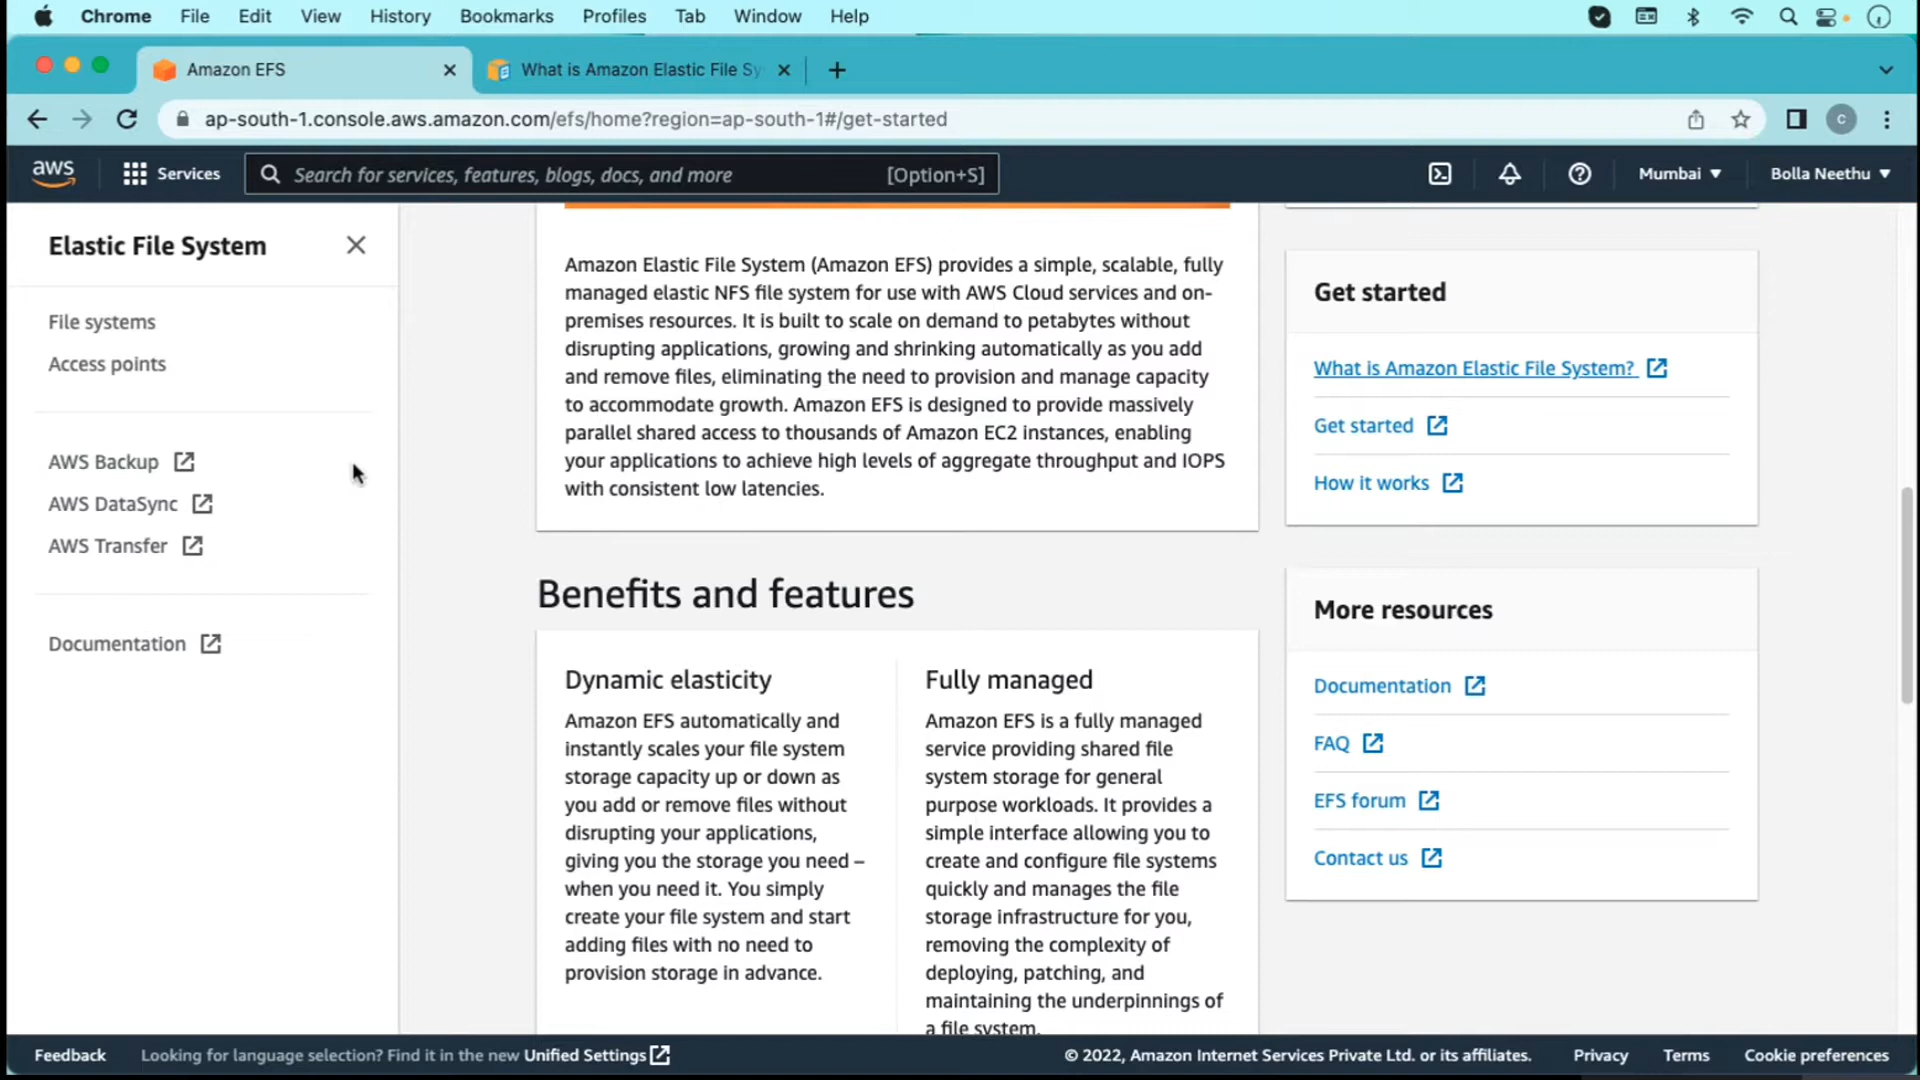 Chrome File Edit View History Bookmarks Profiles Tab Window Help
Amazon EFS
What is Amazon Elastic File Sy
ap-south-1.console.aws.amazon.com/efs/home?region=ap-south-1#/get-started
C
aws
Services
Search for services, features, blogs, docs, and more
[Option+S]
Mumbai
Bolla Neethu
Elastic File System
File systems
Access points
AWS Backup
AWS DataSync
AWS Transfer
Documentation
Amazon Elastic File System (Amazon EFS) provides a simple, scalable, fully
managed elastic NFS file system for use with AWS Cloud services and on-
premises resources. It is built to scale on demand to petabytes without
disrupting applications, growing and shrinking automatically as you add
and remove files, eliminating the need to provision and manage capacity
to accommodate growth. Amazon EFS is designed to provide massively
parallel shared access to thousands of Amazon EC2 instances, enabling
your applications to achieve high levels of aggregate throughput and IOPS
with consistent low latencies.
Benefits and features
Dynamic elasticity
Amazon EFS automatically and
instantly scales your file system
storage capacity up or down as
you add or remove files without
disrupting your applications,
giving you the storage you need –
when you need it. You simply
create your file system and start
adding files with no need to
provision storage in advance.
Fully managed
Amazon EFS is a fully managed
service providing shared file
system storage for general
purpose workloads. It provides a
simple interface allowing you to
create and configure file systems
quickly and manages the file
storage infrastructure for you,
removing the complexity of
deploying, patching, and
maintaining the underpinnings of
a file system.
Get started
What is Amazon Elastic File System?
Get started
How it works
More resources
Documentation
FAQ
EFS forum
Contact us
Feedback
Looking for language selection? Find it in the new Unified Settings
© 2022, Amazon Internet Services Private Ltd. or its affiliates.
Privacy
Terms
Cookie preferences